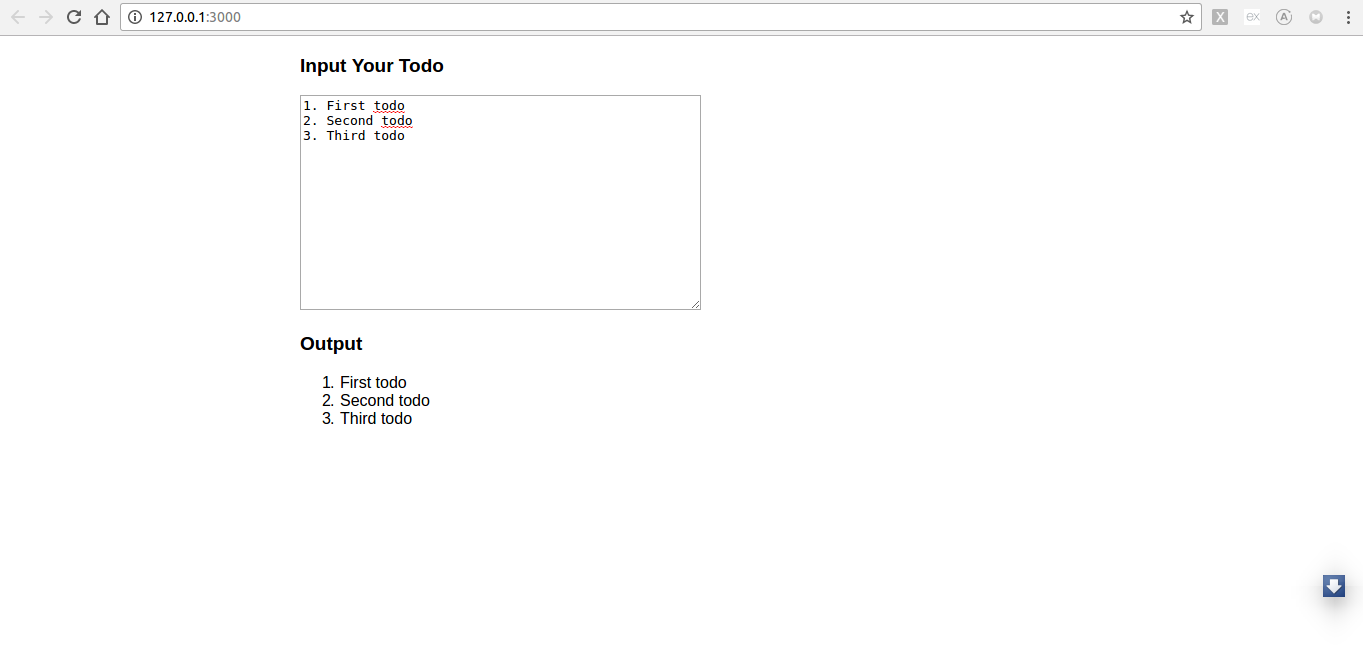 127.0.0.1:3000
X
ex
A
Input Your Todo
1. First todo
2. Second todo
3. Third todo
Output
1. First todo
2. Second todo
3. Third todo